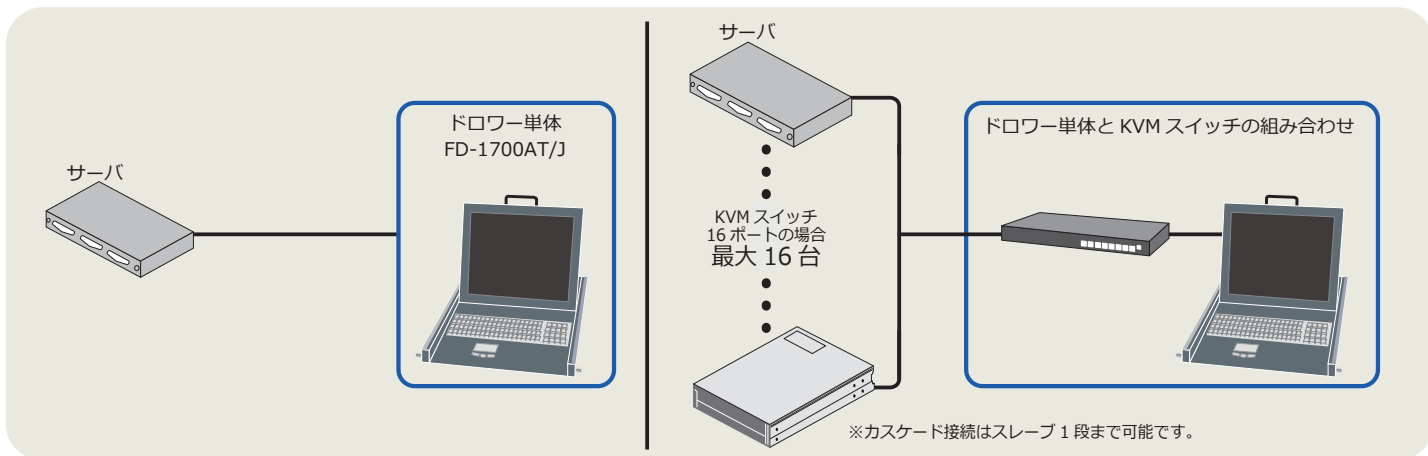 サーバ
ドロワー単体
FD-1700AT/J
サーバ
KVM スイッチ
16 ポートの場合
最大 16 台
ドロワー単体と KVM スイッチの組み合わせ
※カスケード接続はスレーブ 1 段まで可能です。